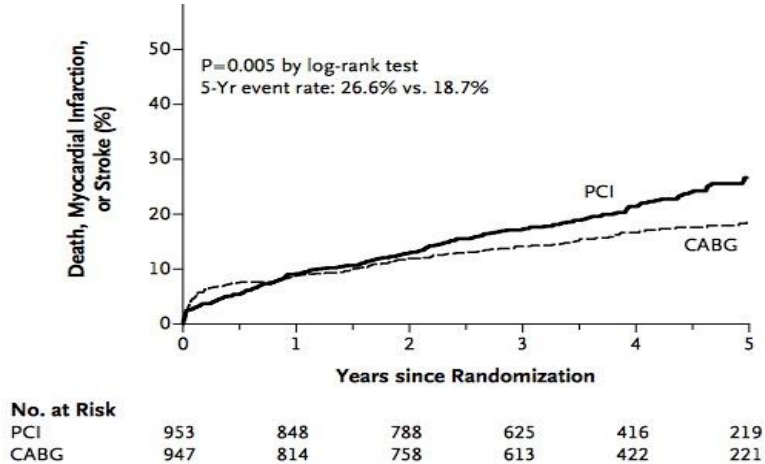 Death, Myocardial Infarction,
or Stroke (%)
50
40
30
20
10
0
P=0.005 by log-rank test
5-Yr event rate: 26.6% vs. 18.7%
PCI
CABG
0 1 2 3 4 5
Years since Randomization
No. at Risk
PCI 953 848 788 625 416 219
CABG 947 814 758 613 422 221